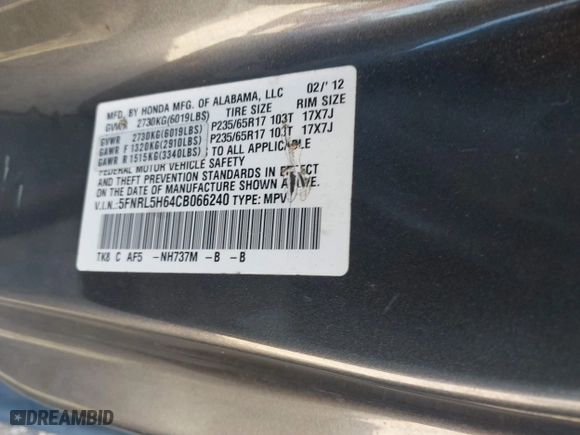 MFD. BY HONDA MFG. OF ALABAMA, LLC 02/'12
GVWR 2730KG(6019LBS) TIRE SIZE RIM SIZE
GVWR 2730KG(6019LBS) P235/65R17 103T 17X7J
GAWR F 1320KG(2910LBS) P235/65R17 103T 17X7J
GAWR R 1515KG(3340LBS) S TO ALL APPLICABLE
FEDERAL MOTOR VEHICLE SAFETY
AND THEFT PREVENTION STANDARDS IN EFFECT
ON THE DATE OF MANUFACTURE SHOWN ABOVE.
V.I.N.:5FNRL5H64CB066240 TYPE: MPV
TK8 C AF5 -NH737M -B -B
DREAMBID